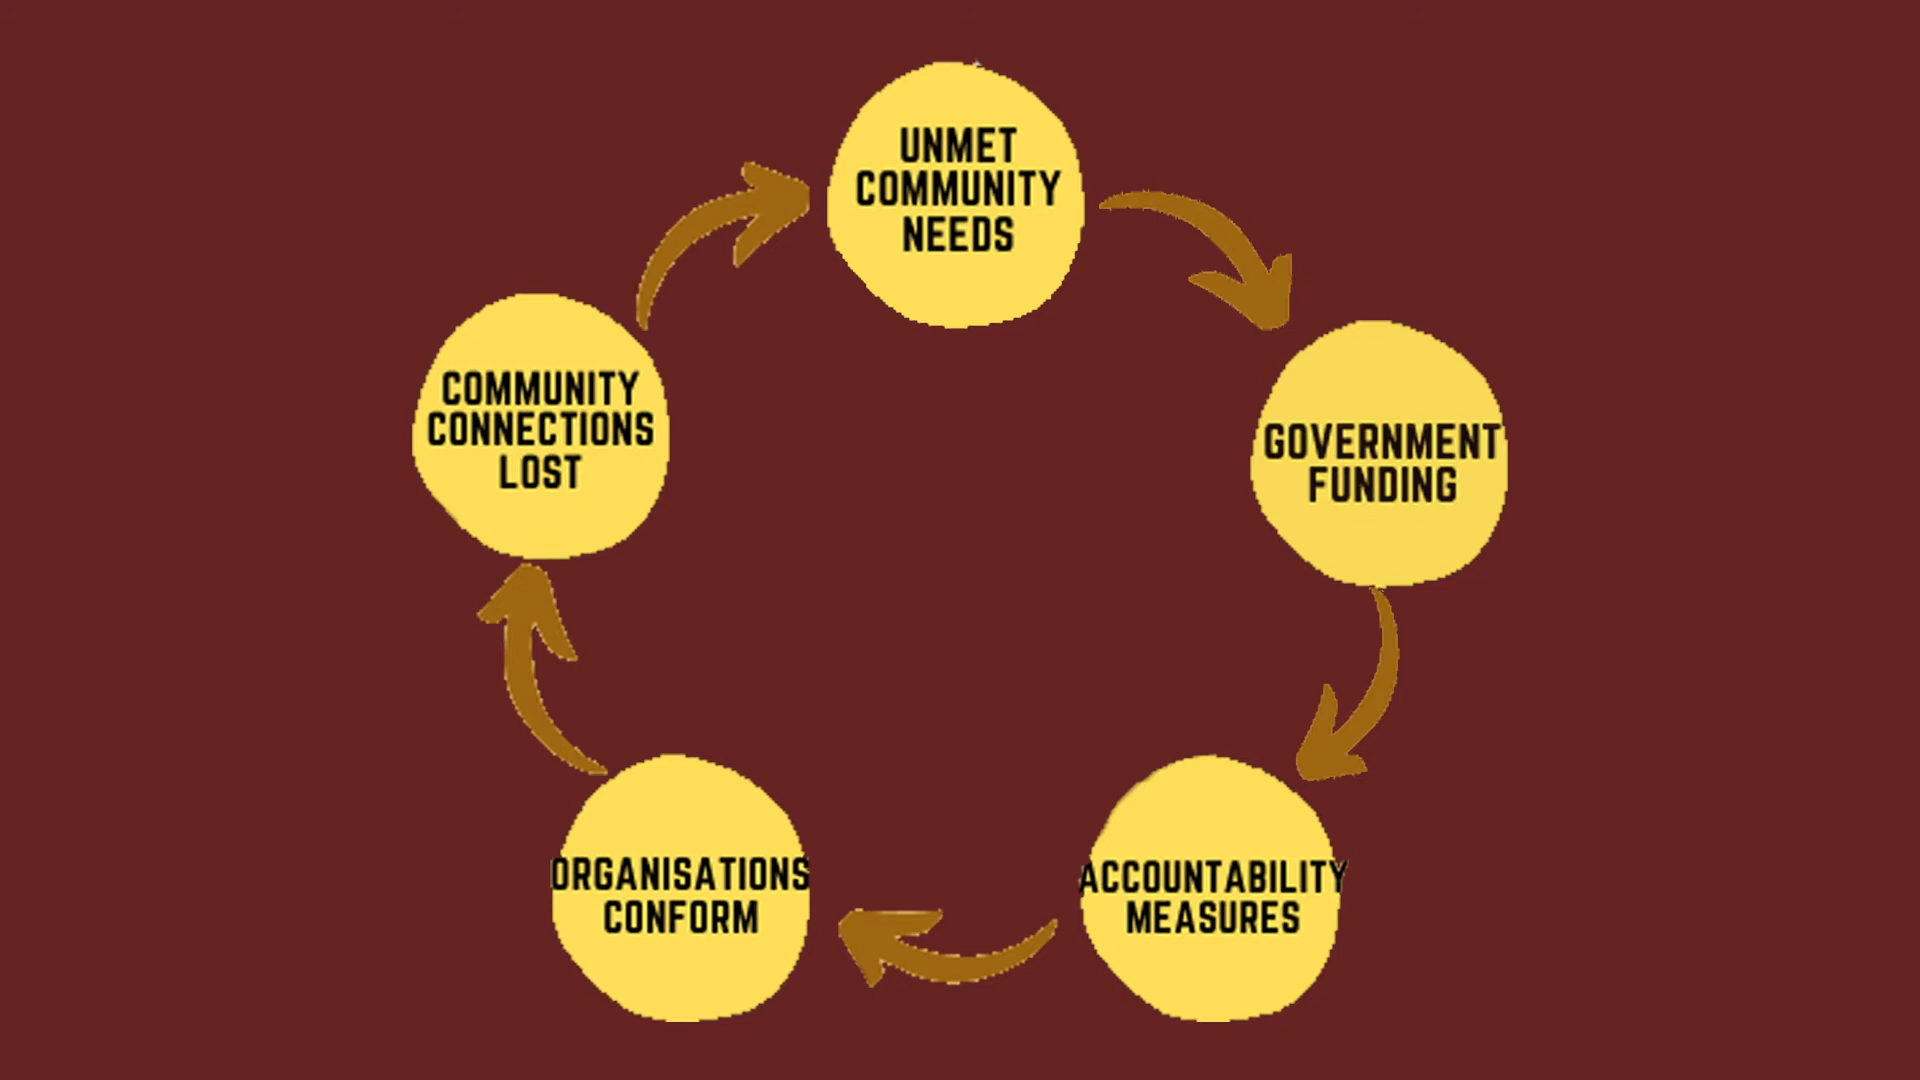 UNMET
COMMUNITY
NEEDS
GOVERNMENT
FUNDING
ACCOUNTABILITY
MEASURES
ORGANISATIONS
CONFORM
COMMUNITY
CONNECTIONS
LOST